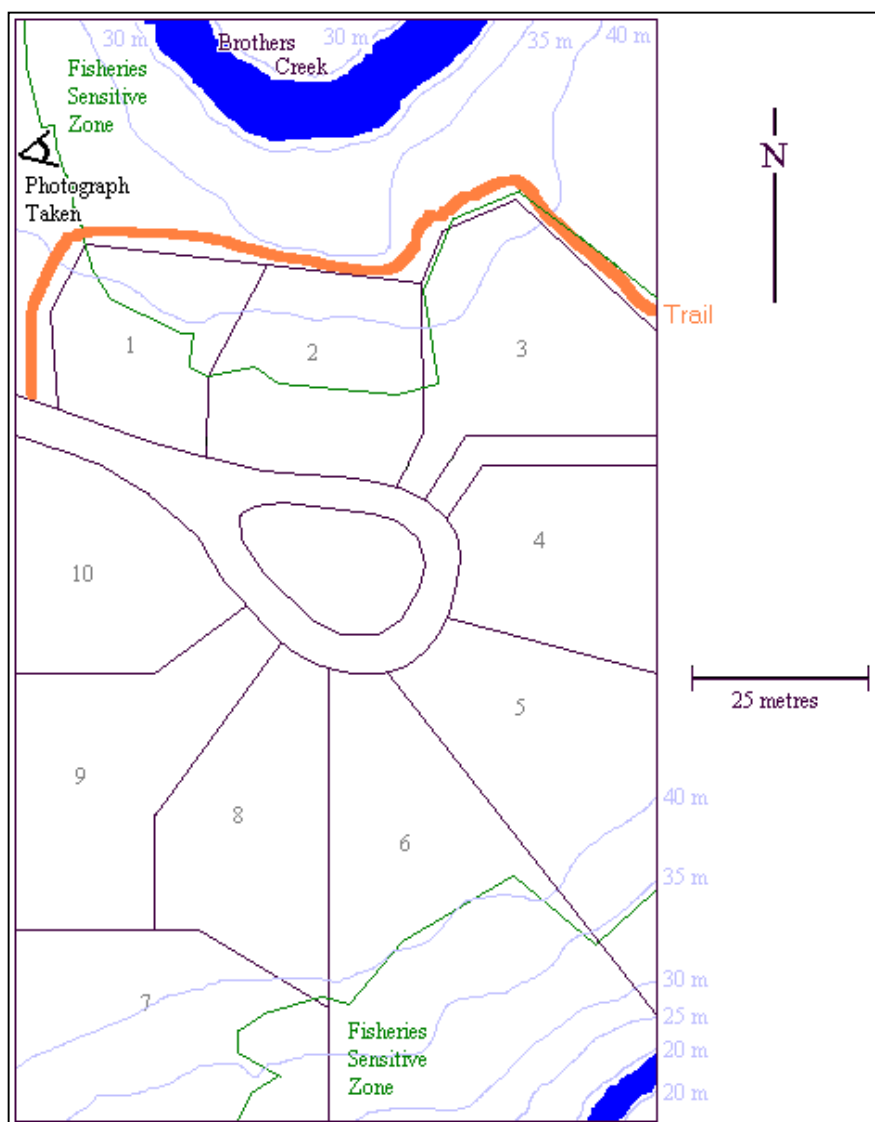 30 m
Brothers
Creek
30 m
35 m
40 m
Fisheries
Sensitive
Zone
N
Photograph
Taken
Trail
1
2
3
4
10
25 metres
5
9
8
6
40 m
35 m
7
30 m
25 m
Fisheries
Sensitive
Zone
20 m
20 m